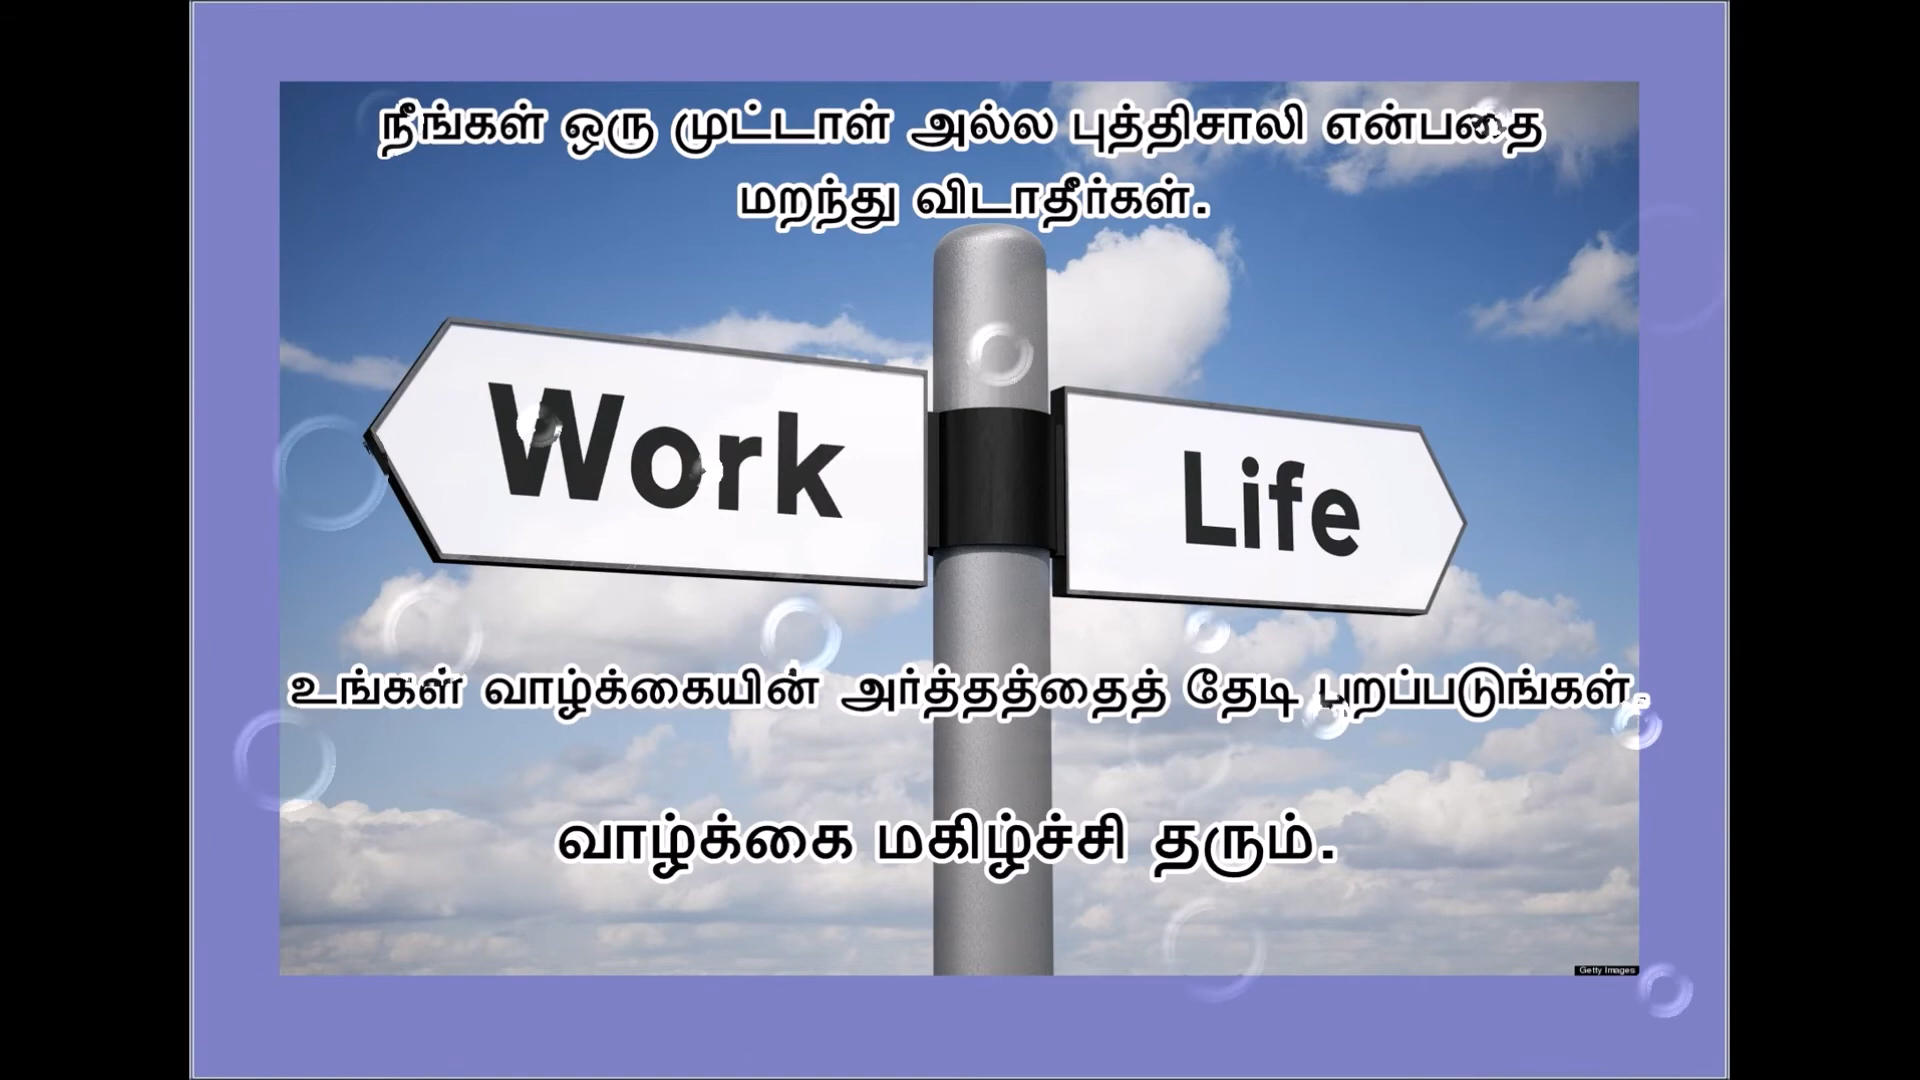 நீங்கள் ஒரு முட்டாள் அல்ல புத்திசாலி என்பதை
மறந்து விடாதீர்கள்.
Work
Life
உங்கள் வாழ்க்கையின் அர்த்தத்தைத் தேடி புறப்படுங்கள்.
வாழ்க்கை மகிழ்ச்சி தரும்.
Getty Images